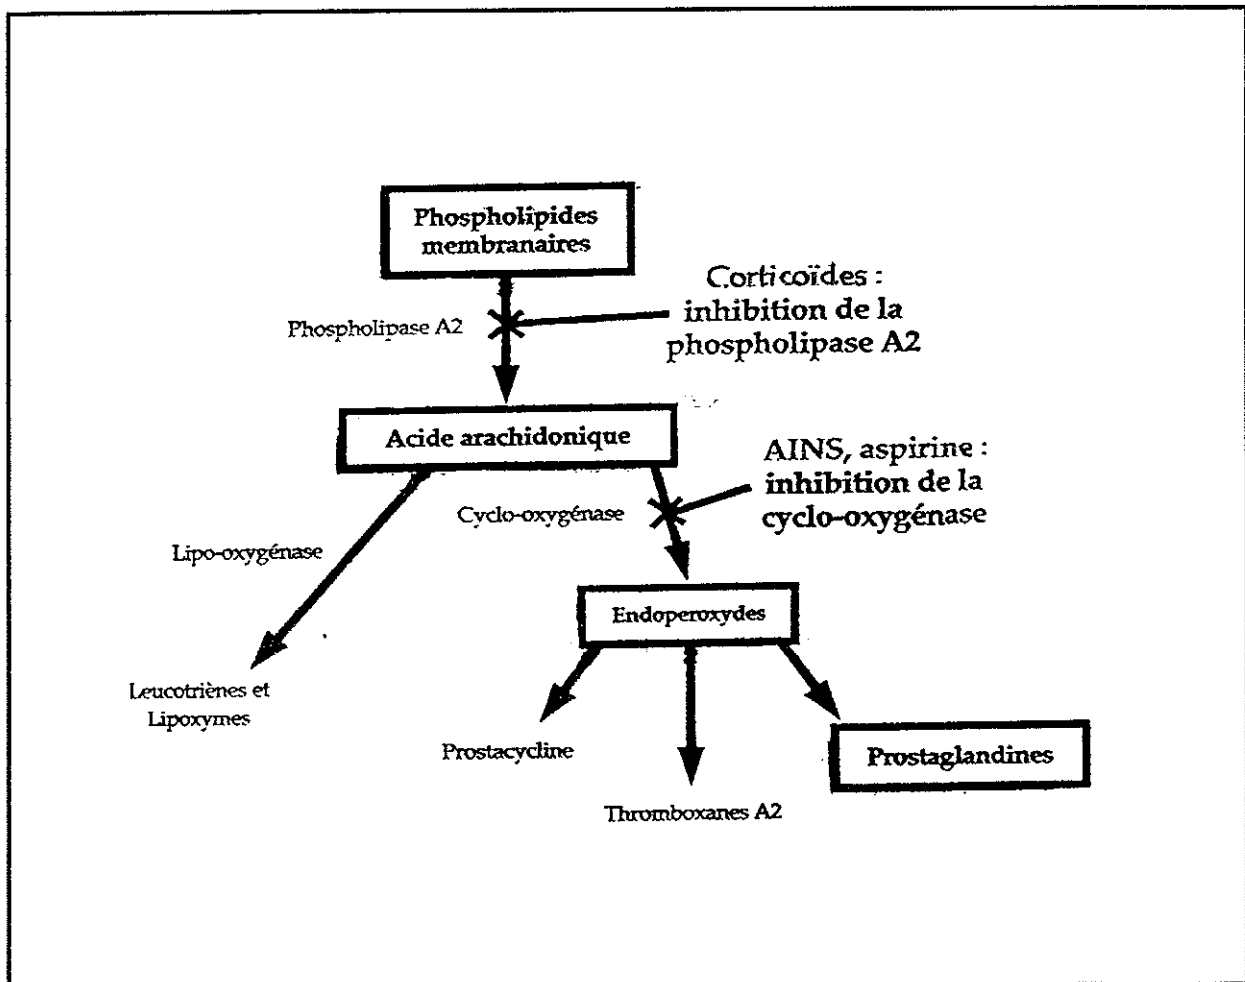 Phospholipides
membranaires
Corticoïdes :
inhibition de la
phospholipase A2
Phospholipase A2
Acide arachidonique
AINS, aspirine :
inhibition de la
cyclo-oxygénase
Cyclo-oxygénase
Lipo-oxygénase
Endoperoxydes
Leucotriènes et
Lipoxymes
Prostacycline
Prostaglandines
Thromboxanes A2